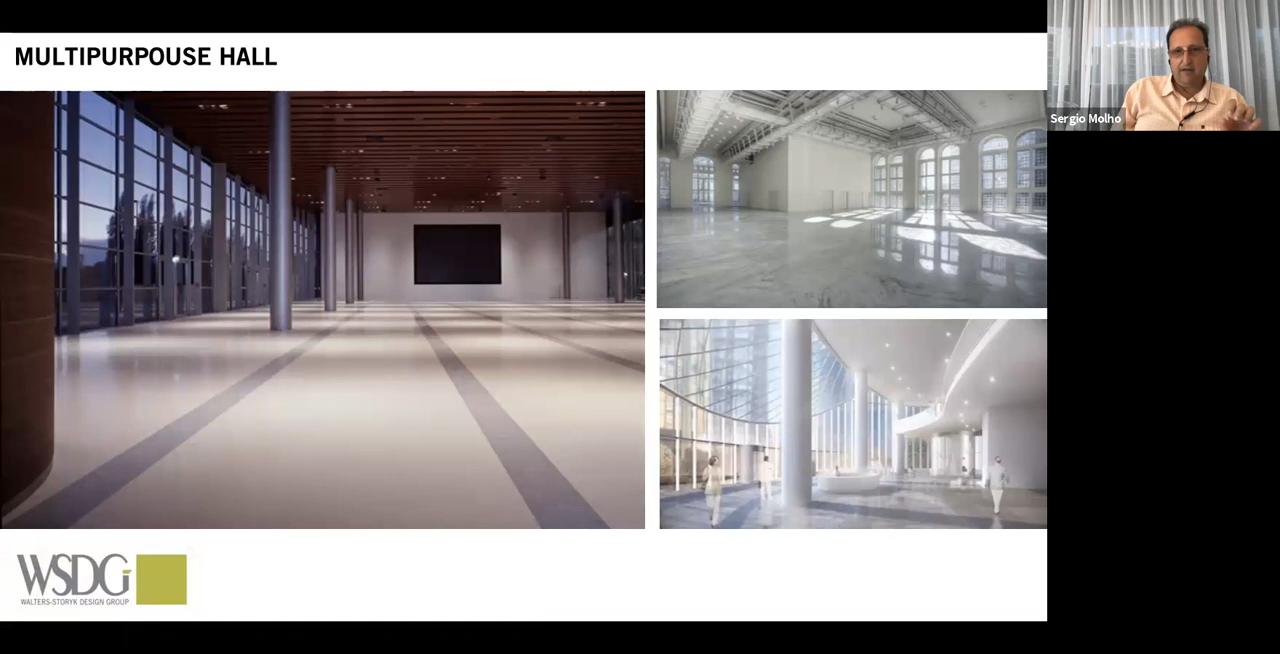 MULTIPURPOUSE HALL
Sergio Molho
WSDG
WALTERS-STORYK DESIGN GROUP